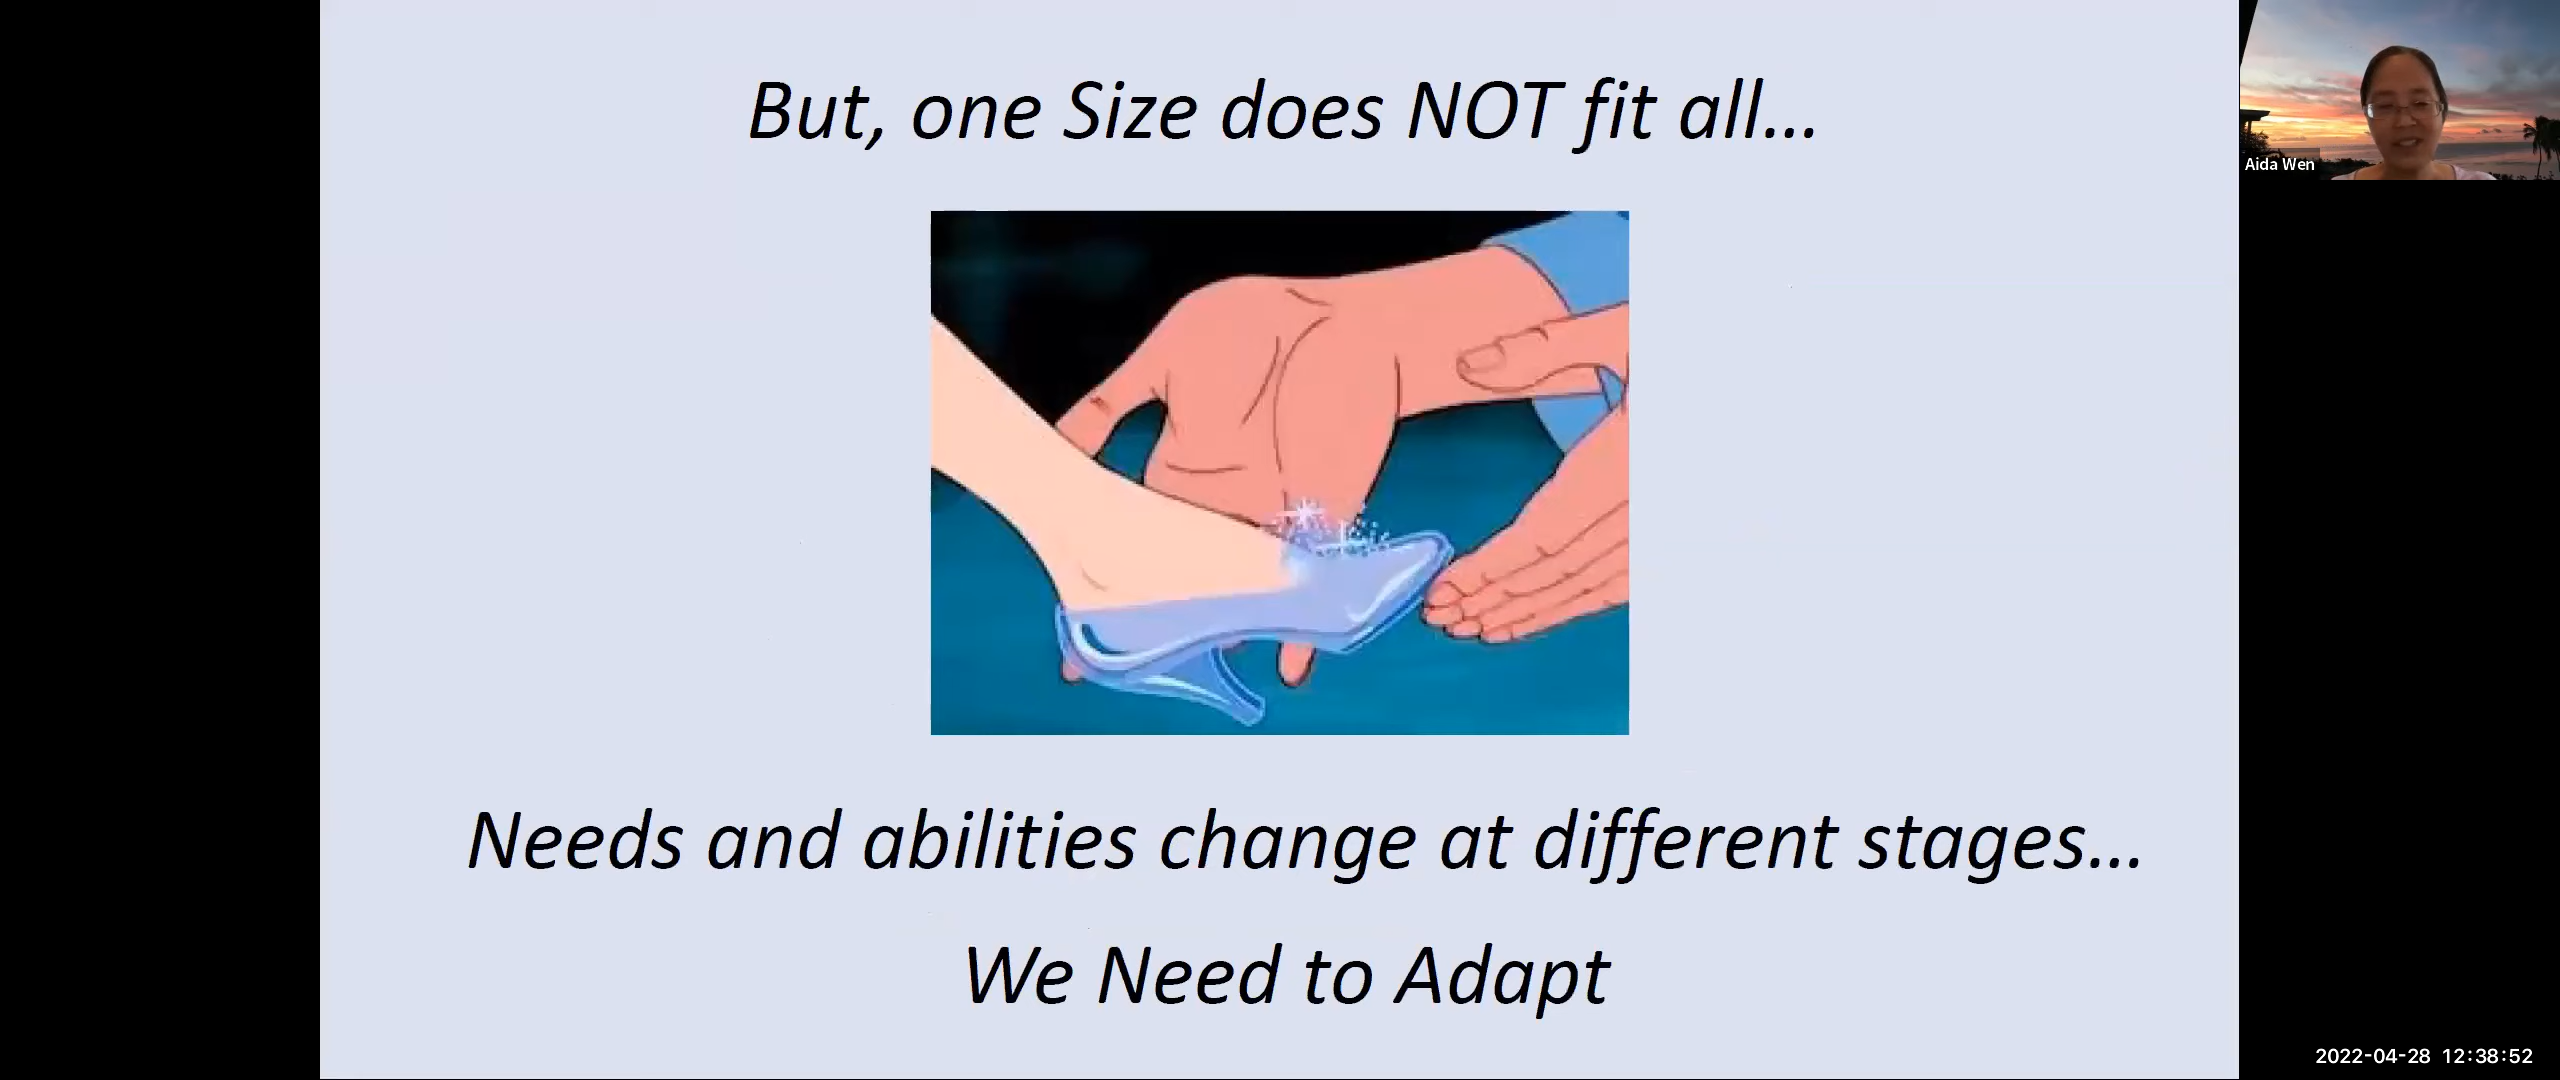 But, one Size does NOT fit all...
Aida Wen
Needs and abilities change at different stages...
We Need to Adapt
2022-04-28 12:38:52